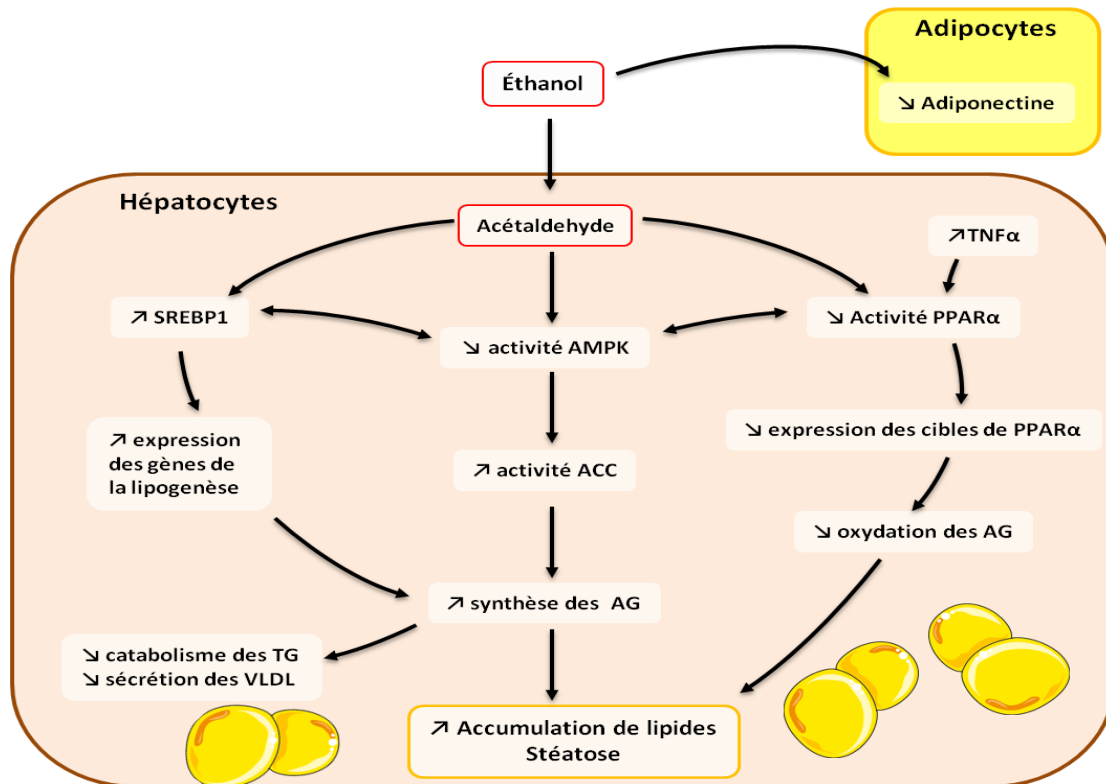 Adipocytes
Éthanol
↘ Adiponectine
Hépatocytes
Acétaldehyde
↗TNFα
↗ SREBP1
↘ Activité PPARα
↘ activité AMPK
↗ expression
des gènes de
la lipogenèse
↘ expression des cibles de PPARα
↗ activité ACC
↘ oxydation des AG
↗ synthèse des AG
↘ catabolisme des TG
↘ sécrétion des VLDL
↗ Accumulation de lipides
Stéatose